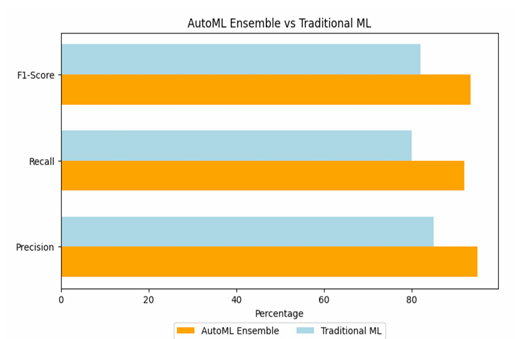 AutoML Ensemble vs Traditional ML
F1-Score
Recall
Precision
0 20 40 60 80
Percentage
AutoML Ensemble Traditional ML